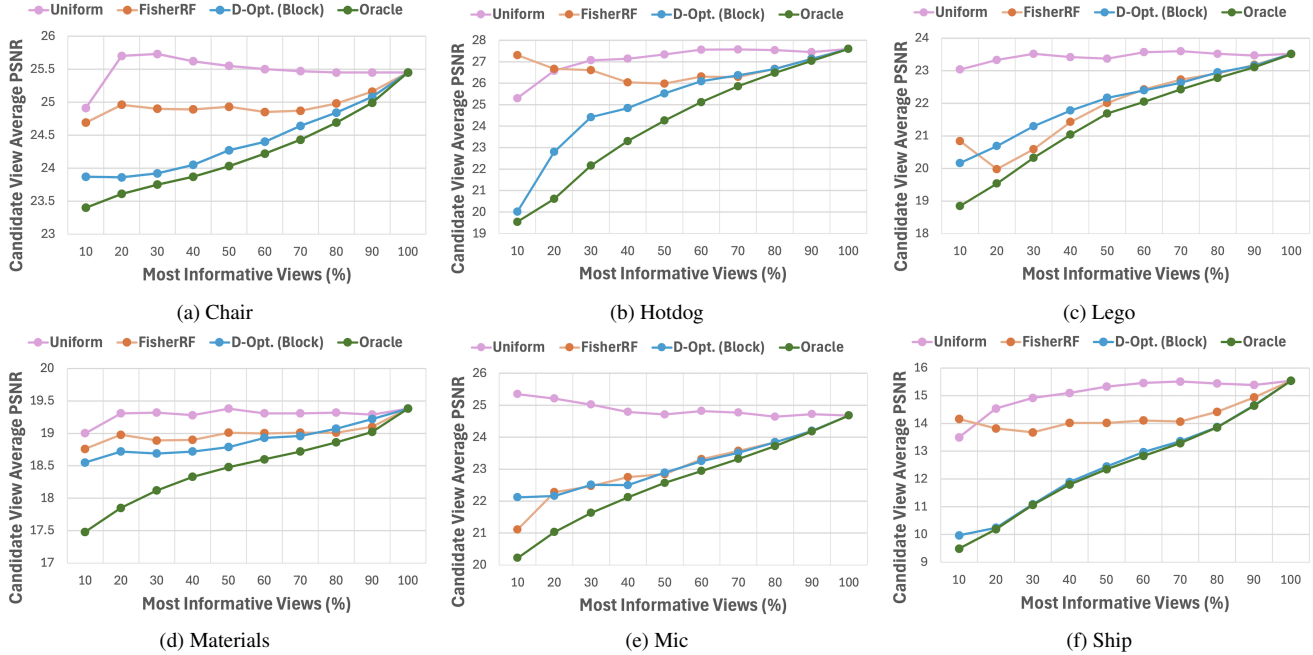 Uniform FisherRF D-Opt. (Block) Oracle
Candidate View Average PSNR
26
25.5
25
24.5
24
23.5
23
10 20 30 40 50 60 70 80 90 100
Most Informative Views (%)
(a) Chair
Uniform FisherRF D-Opt. (Block) Oracle
Candidate View Average PSNR
28
27
26
25
24
23
22
21
20
19
10 20 30 40 50 60 70 80 90 100
Most Informative Views (%)
(b) Hotdog
Uniform FisherRF D-Opt. (Block) Oracle
Candidate View Average PSNR
24
23
22
21
20
19
18
10 20 30 40 50 60 70 80 90 100
Most Informative Views (%)
(c) Lego
Uniform FisherRF D-Opt. (Block) Oracle
Candidate View Average PSNR
20
19.5
19
18.5
18
17.5
17
10 20 30 40 50 60 70 80 90 100
Most Informative Views (%)
(d) Materials
Uniform FisherRF D-Opt. (Block) Oracle
Candidate View Average PSNR
26
25
24
23
22
21
20
10 20 30 40 50 60 70 80 90 100
Most Informative Views (%)
(e) Mic
Uniform FisherRF D-Opt. (Block) Oracle
Candidate View Average PSNR
16
15
14
13
12
11
10
9
10 20 30 40 50 60 70 80 90 100
Most Informative Views (%)
(f) Ship